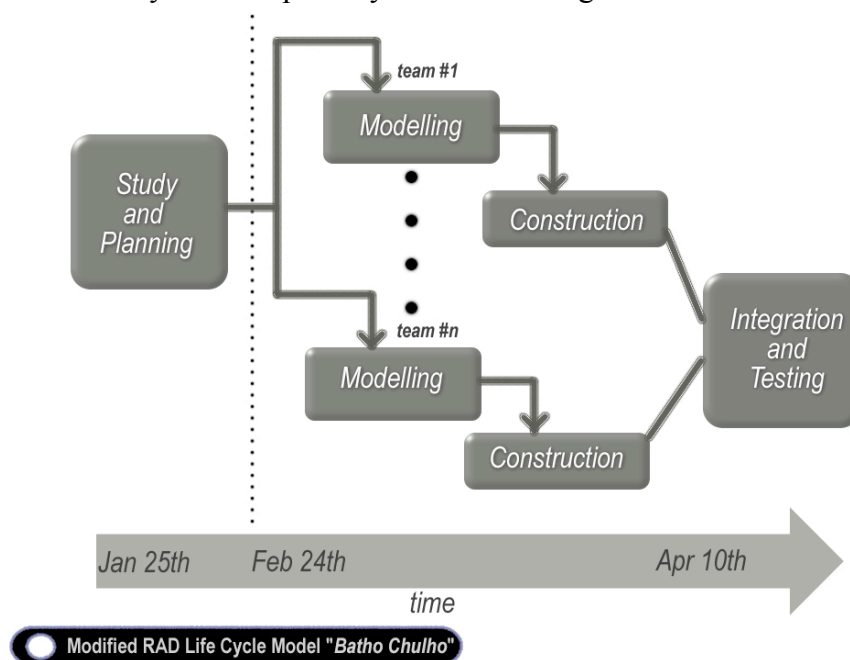 team #1
Modelling
Study
and
Planning
Construction
Integration
and
Testing
team #n
Modelling
Construction
Jan 25th Feb 24th Apr 10th
time
Modified RAD Life Cycle Model "Batho Chulho"